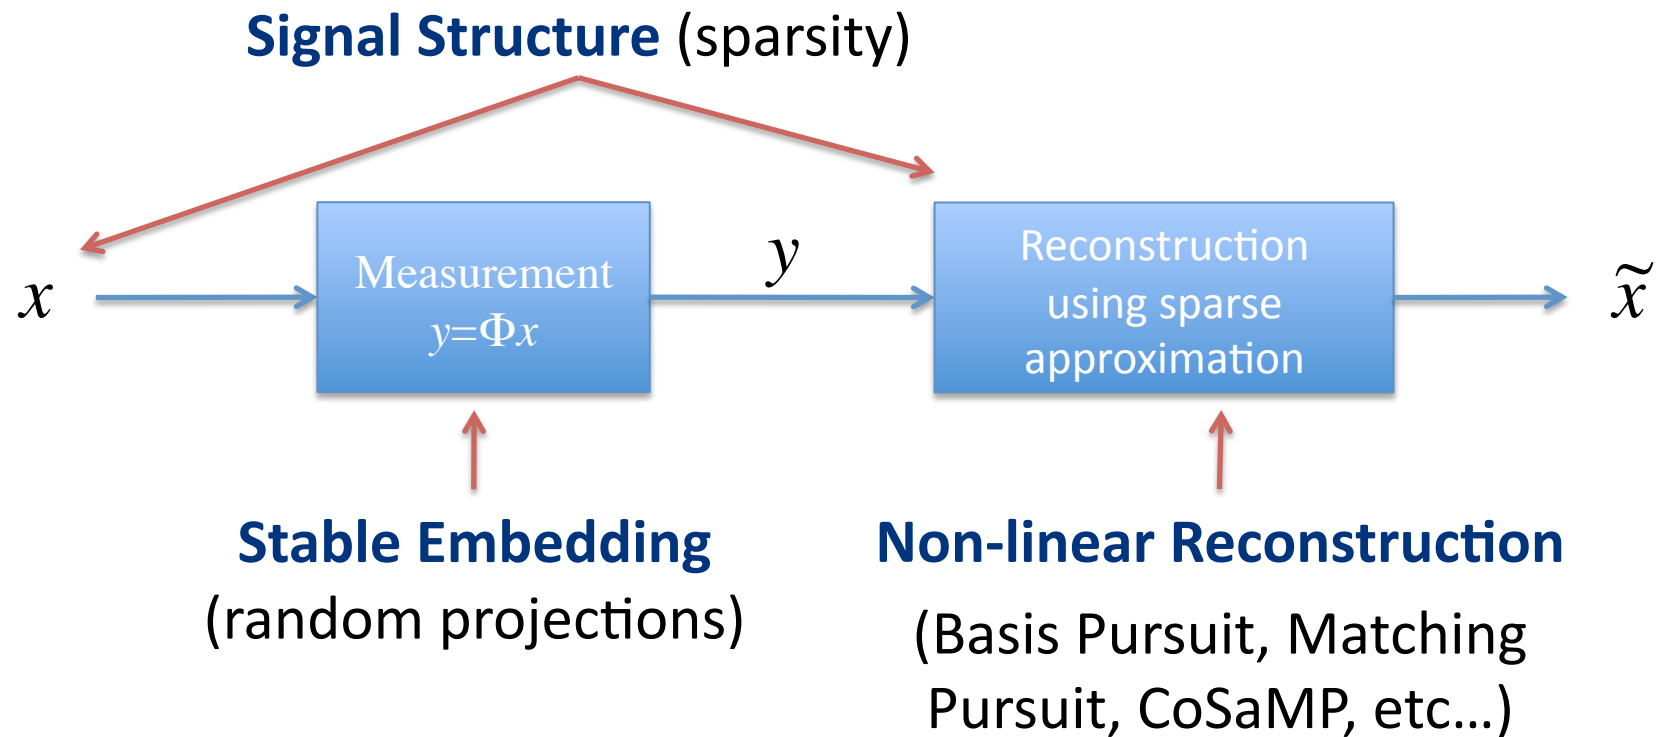 Signal Structure (sparsity)
x
Measurement
y=Φx
y
Reconstruction
using sparse
approximation
x̃
Stable Embedding
(random projections)
Non-linear Reconstruction
(Basis Pursuit, Matching
Pursuit, CoSaMP, etc…)